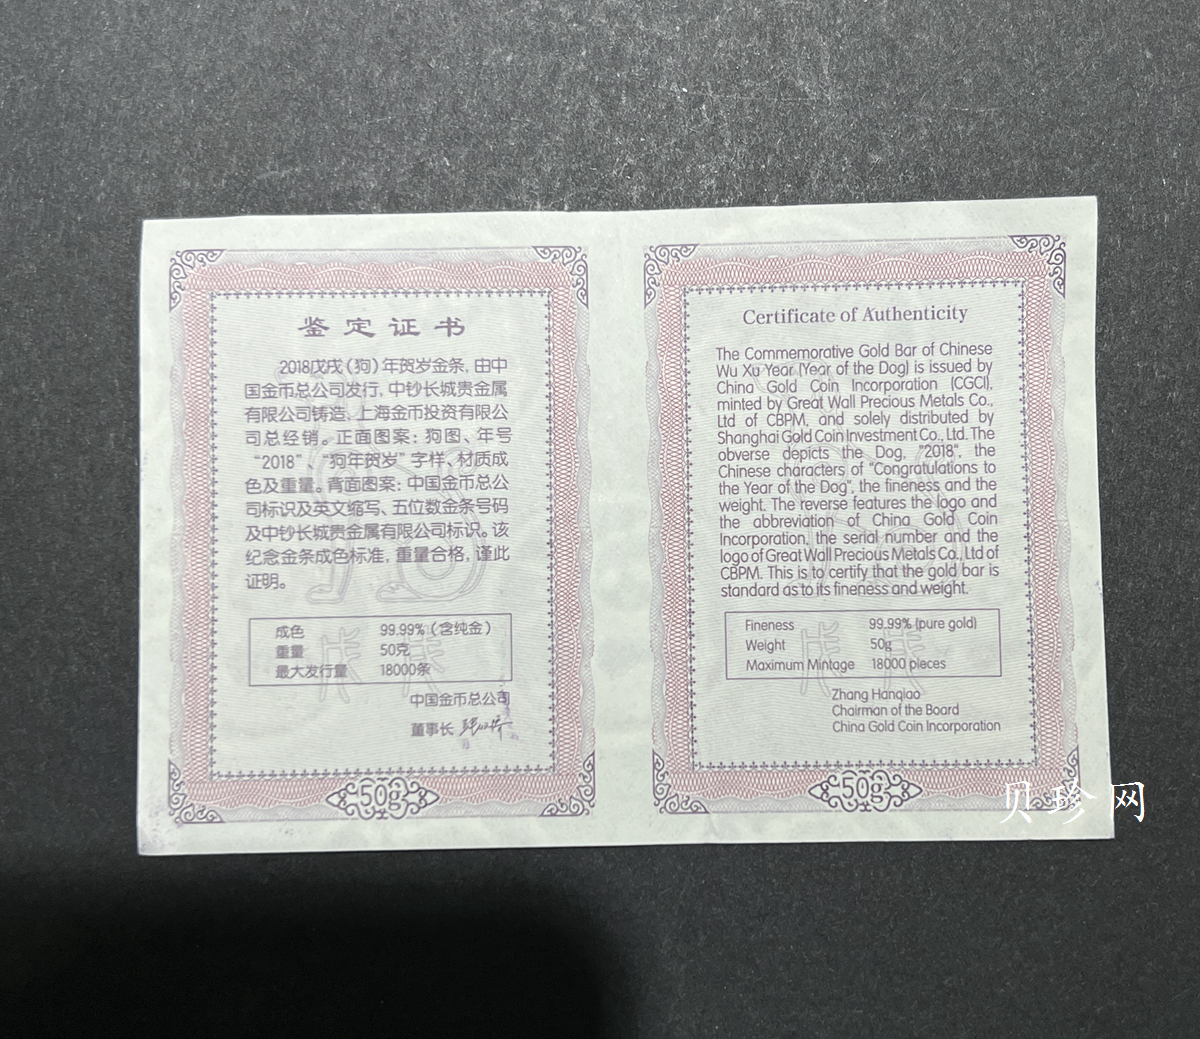 鉴定证书
2018戊戌(狗)年贺岁金条,由中
国金币总公司发行,中钞长城贵金属
有限公司铸造、上海金币投资有限公
司总经销。正面图案:狗图、年号
“2018”、“狗年贺岁”字样、材质成
色及重量。背面图案:中国金币总公
司标识及英文缩写、五位数金条号码
及中钞长城贵金属有限公司标识。该
纪念金条成色标准,重量合格,谨此
证明。
成色 99.99%(含纯金)
重量 50克
最大发行量 18000条
中国金币总公司
董事长
50g
Certificate of Authenticity
The Commemorative Gold Bar of Chinese
Wu Xu Year (Year of the Dog) is issued by
China Gold Coin Incorporation (CGCI),
minted by Great Wall Precious Metals Co.,
Ltd of CBPM, and solely distributed by
Shanghai Gold Coin Investment Co., Ltd. The
obverse depicts the Dog, "2018", the
Chinese characters of "Congratulations to
the Year of the Dog", the fineness and the
weight. The reverse features the logo and
the abbreviation of China Gold Coin
Incorporation, the serial number and the
logo of Great Wall Precious Metals Co., Ltd of
CBPM. This is to certify that the gold bar is
standard as to its fineness and weight.
Fineness 99.99% (pure gold)
Weight 50g
Maximum Mintage 18000 pieces
Zhang Hanqiao
Chairman of the Board
China Gold Coin Incorporation
50g
贝珍网